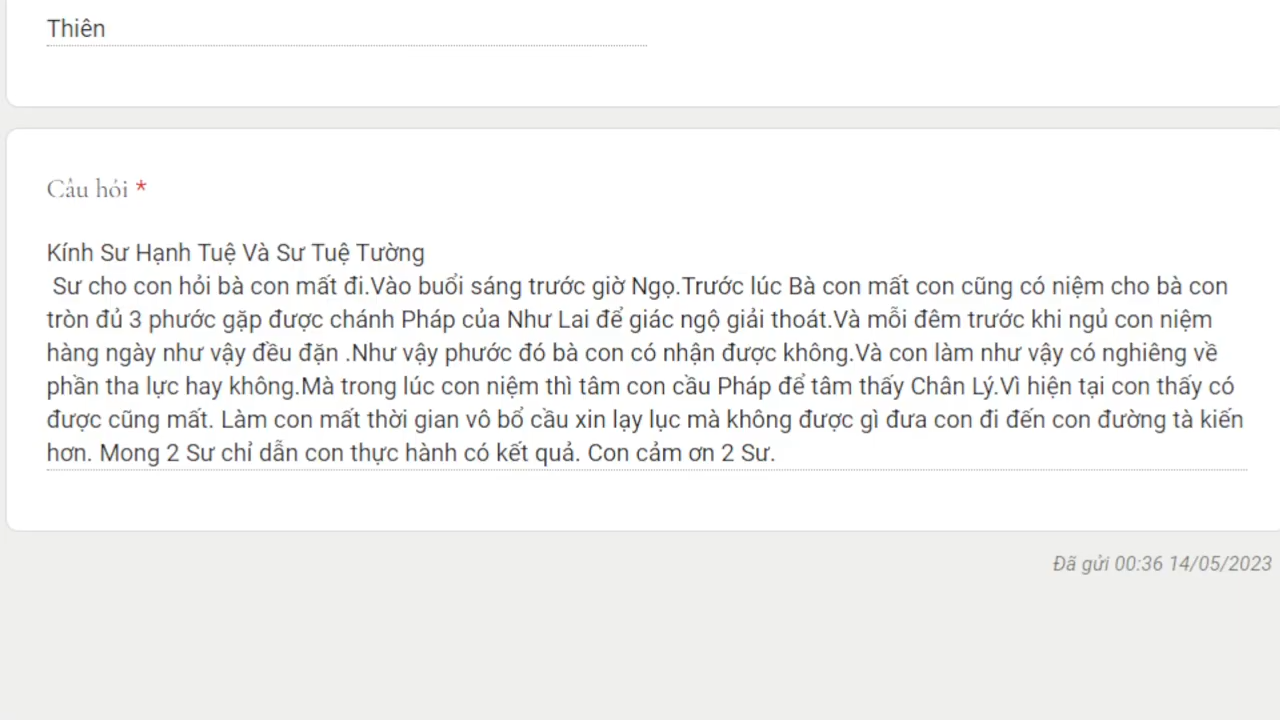 Thiên
Câu hỏi *
Kính Sư Hạnh Tuệ Và Sư Tuệ Tường
Sư cho con hỏi bà con mất đi.Vào buổi sáng trước giờ Ngọ.Trước lúc Bà con mất con cũng có niệm cho bà con
tròn đủ 3 phước gặp được chánh Pháp của Như Lai để giác ngộ giải thoát.Và mỗi đêm trước khi ngủ con niệm
hàng ngày như vậy đều đặn .Như vậy phước đó bà con có nhận được không.Và con làm như vậy có nghiêng về
phần tha lực hay không.Mà trong lúc con niệm thì tâm con cầu Pháp để tâm thấy Chân Lý.Vì hiện tại con thấy có
được cũng mất. Làm con mất thời gian vô bổ cầu xin lạy lục mà không được gì đưa con đi đến con đường tà kiến
hơn. Mong 2 Sư chỉ dẫn con thực hành có kết quả. Con cảm ơn 2 Sư.
Đã gửi 00:36 14/05/2023